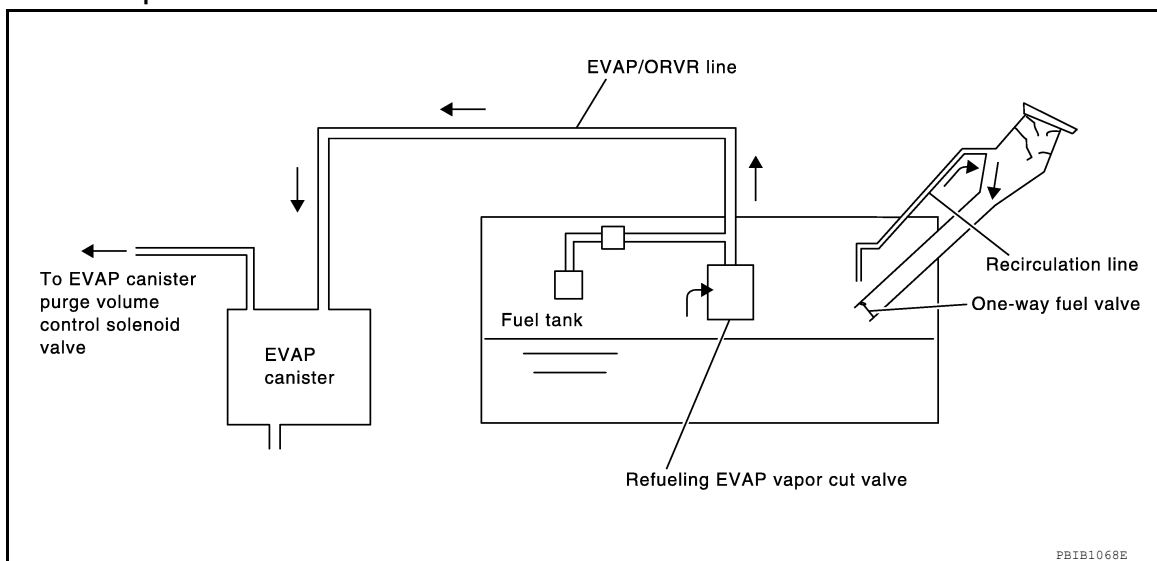 EVAP/ORVR line
Recirculation line
To EVAP canister
purge volume
control solenoid
valve
One-way fuel valve
Fuel tank
EVAP
canister
Refueling EVAP vapor cut valve
PBIB1068E